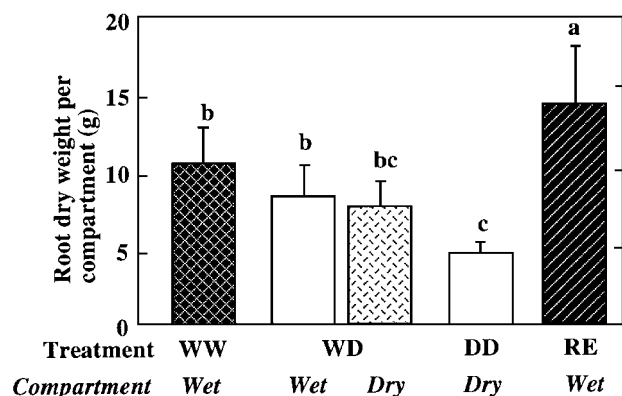 20
a
15
b
b
bc
10
c
5
0
Root dry weight per
compartment (g)
Treatment WW WD DD RE
Compartment Wet Wet Dry Dry Wet